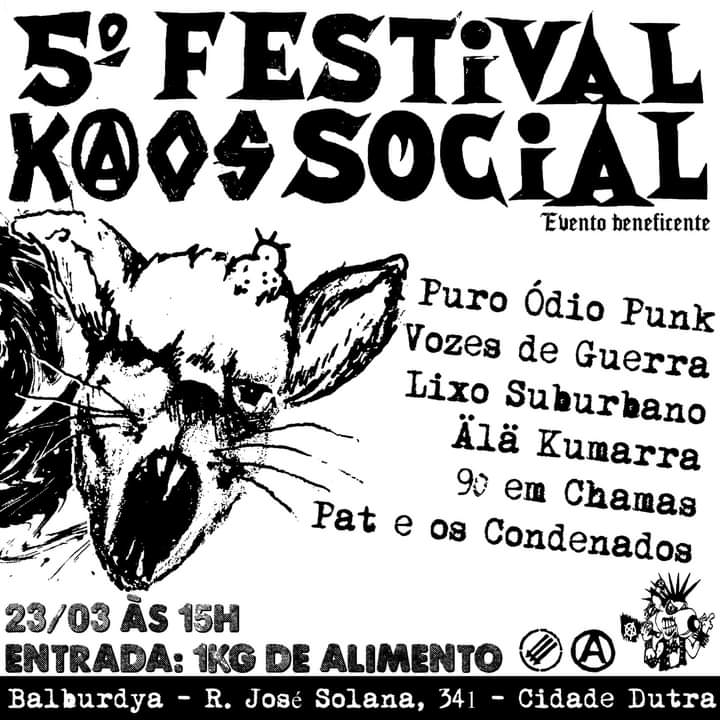 5º FESTiVAL
KAOS SOCiAL
Evento beneficente
Puro Ódio Punk
Vozes de Guerra
Lixo Suburbano
Älä Kumarra
90 em Chamas
Pat e os Condenados
23/03 ÀS 15H
ENTRADA: 1KG DE ALIMENTO
Balburdya - R. José Solana, 341 - Cidade Dutra